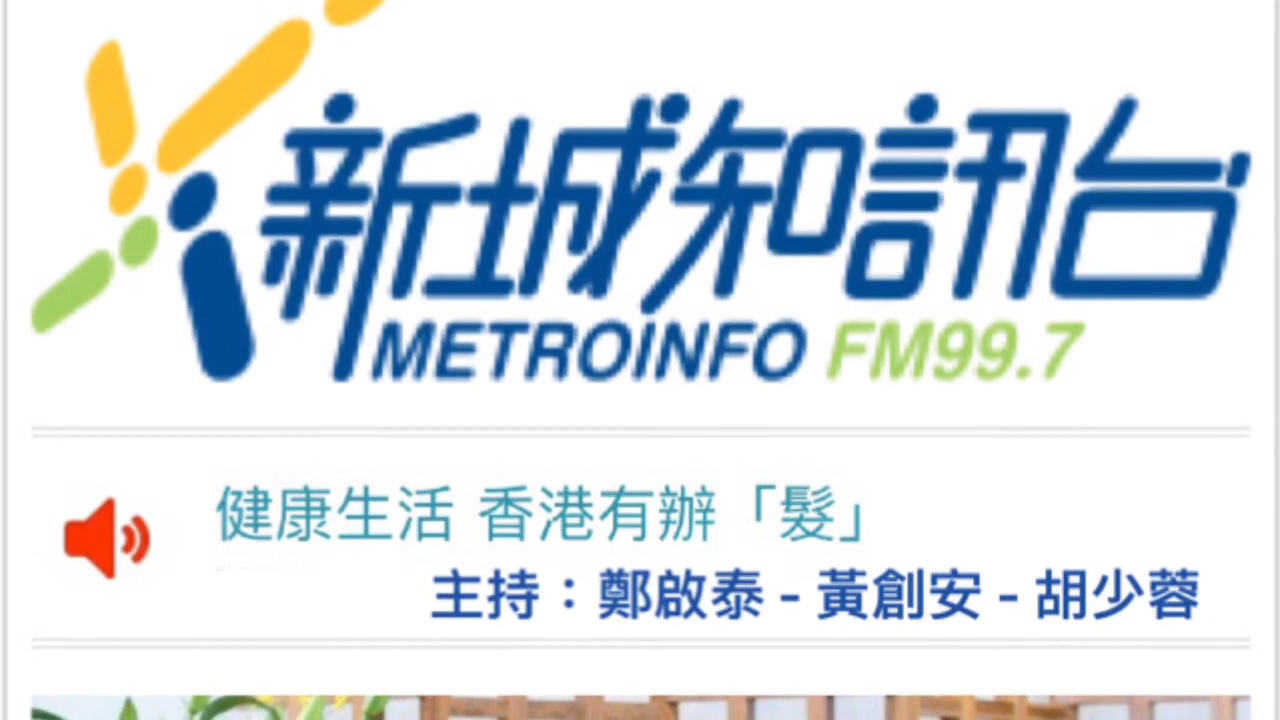 新城知訊台
METROINFO FM99.7
健康生活 香港有辦「髮」
主持：鄭啟泰 - 黃創安 - 胡少蓉